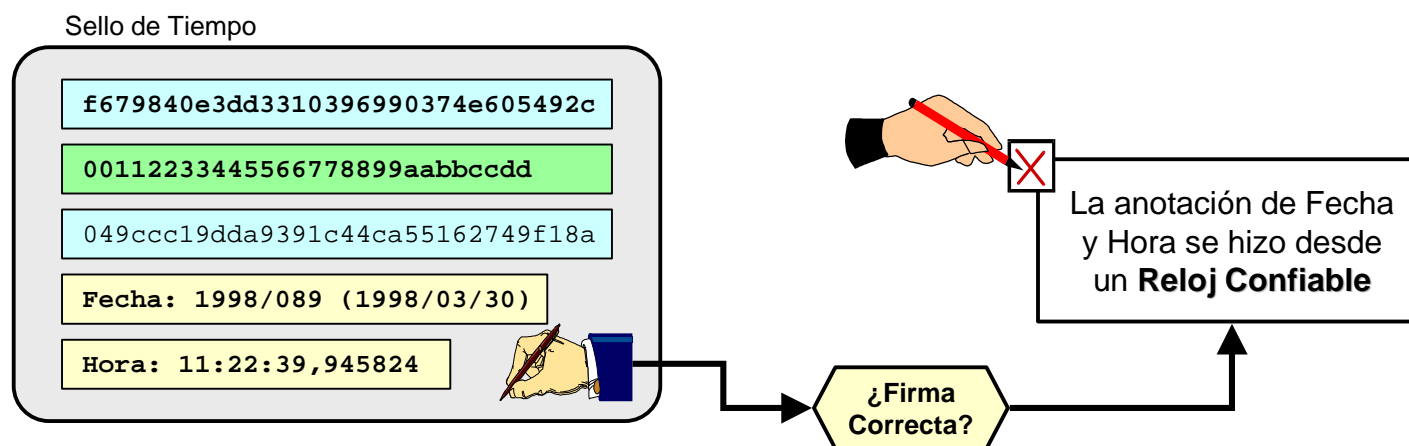 Sello de Tiempo
f679840e3dd3310396990374e605492c
00112233445566778899aabbccdd
049ccc19dda9391c44ca55162749f18a
Fecha: 1998/089 (1998/03/30)
Hora: 11:22:39,945824
La anotación de Fecha
y Hora se hizo desde
un Reloj Confiable
¿Firma
Correcta?